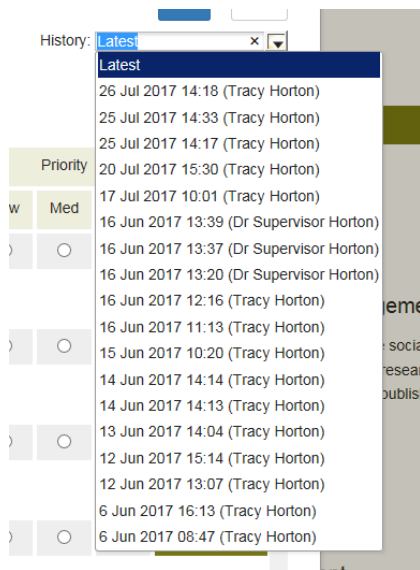 History: Latest ×
Latest
26 Jul 2017 14:18 (Tracy Horton)
25 Jul 2017 14:33 (Tracy Horton)
25 Jul 2017 14:17 (Tracy Horton)
20 Jul 2017 15:30 (Tracy Horton)
17 Jul 2017 10:01 (Tracy Horton)
16 Jun 2017 13:39 (Dr Supervisor Horton)
16 Jun 2017 13:37 (Dr Supervisor Horton)
16 Jun 2017 13:20 (Dr Supervisor Horton)
16 Jun 2017 12:16 (Tracy Horton)
16 Jun 2017 11:13 (Tracy Horton)
15 Jun 2017 10:20 (Tracy Horton)
14 Jun 2017 14:14 (Tracy Horton)
14 Jun 2017 14:13 (Tracy Horton)
13 Jun 2017 14:04 (Tracy Horton)
12 Jun 2017 15:14 (Tracy Horton)
12 Jun 2017 13:07 (Tracy Horton)
6 Jun 2017 16:13 (Tracy Horton)
6 Jun 2017 08:47 (Tracy Horton)
Priority
w Med